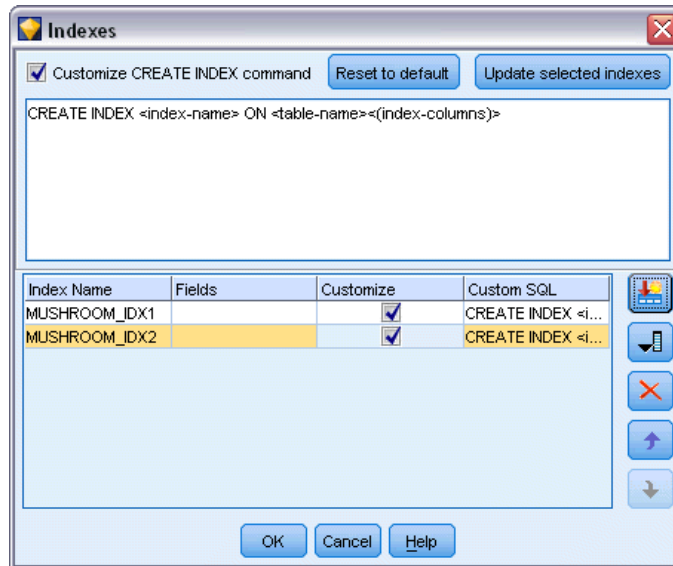 Indexes
Customize CREATE INDEX command Reset to default Update selected indexes
CREATE INDEX <index-name> ON <table-name><(index-columns)>
Index Name Fields Customize Custom SQL
MUSHROOM_IDX1 CREATE INDEX <i...
MUSHROOM_IDX2 CREATE INDEX <i...
OK Cancel Help